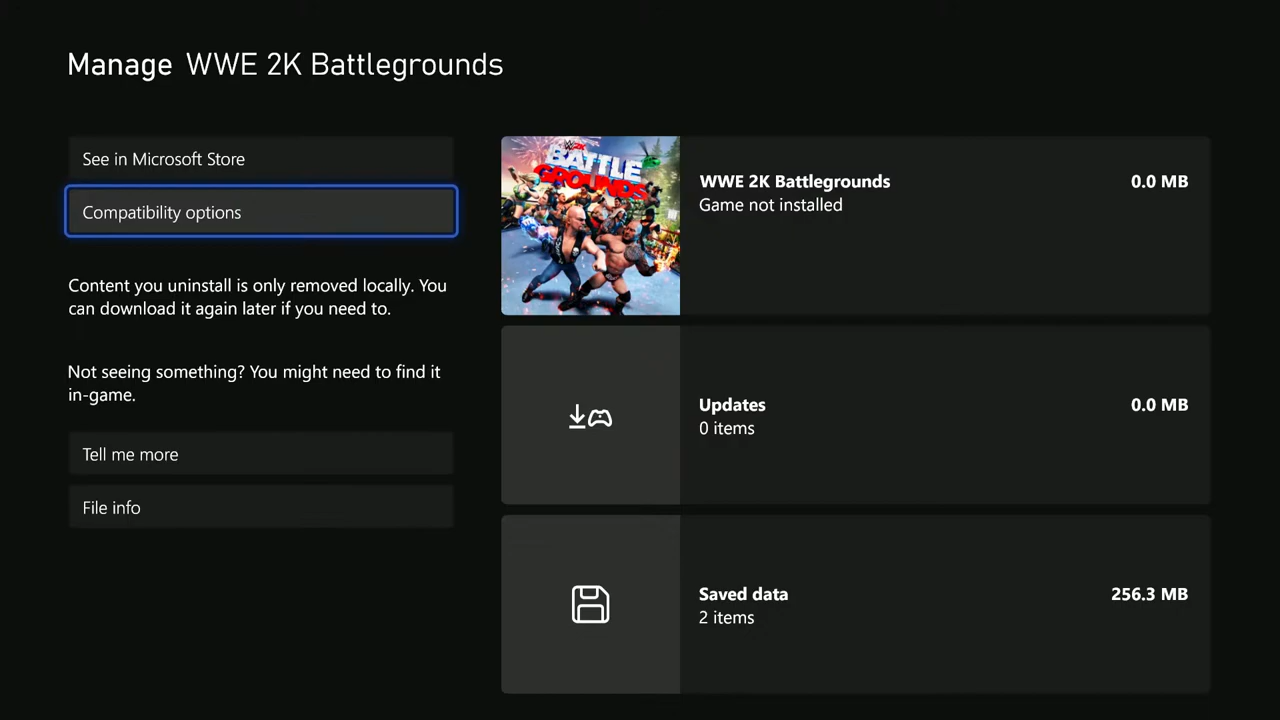 Manage WWE 2K Battlegrounds
See in Microsoft Store
Compatibility options
Content you uninstall is only removed locally. You
can download it again later if you need to.
Not seeing something? You might need to find it
in-game.
Tell me more
File info
W2K
BATTLE
GROUNDS
WWE 2K Battlegrounds
0.0 MB
Game not installed
Updates
0.0 MB
0 items
Saved data
256.3 MB
2 items